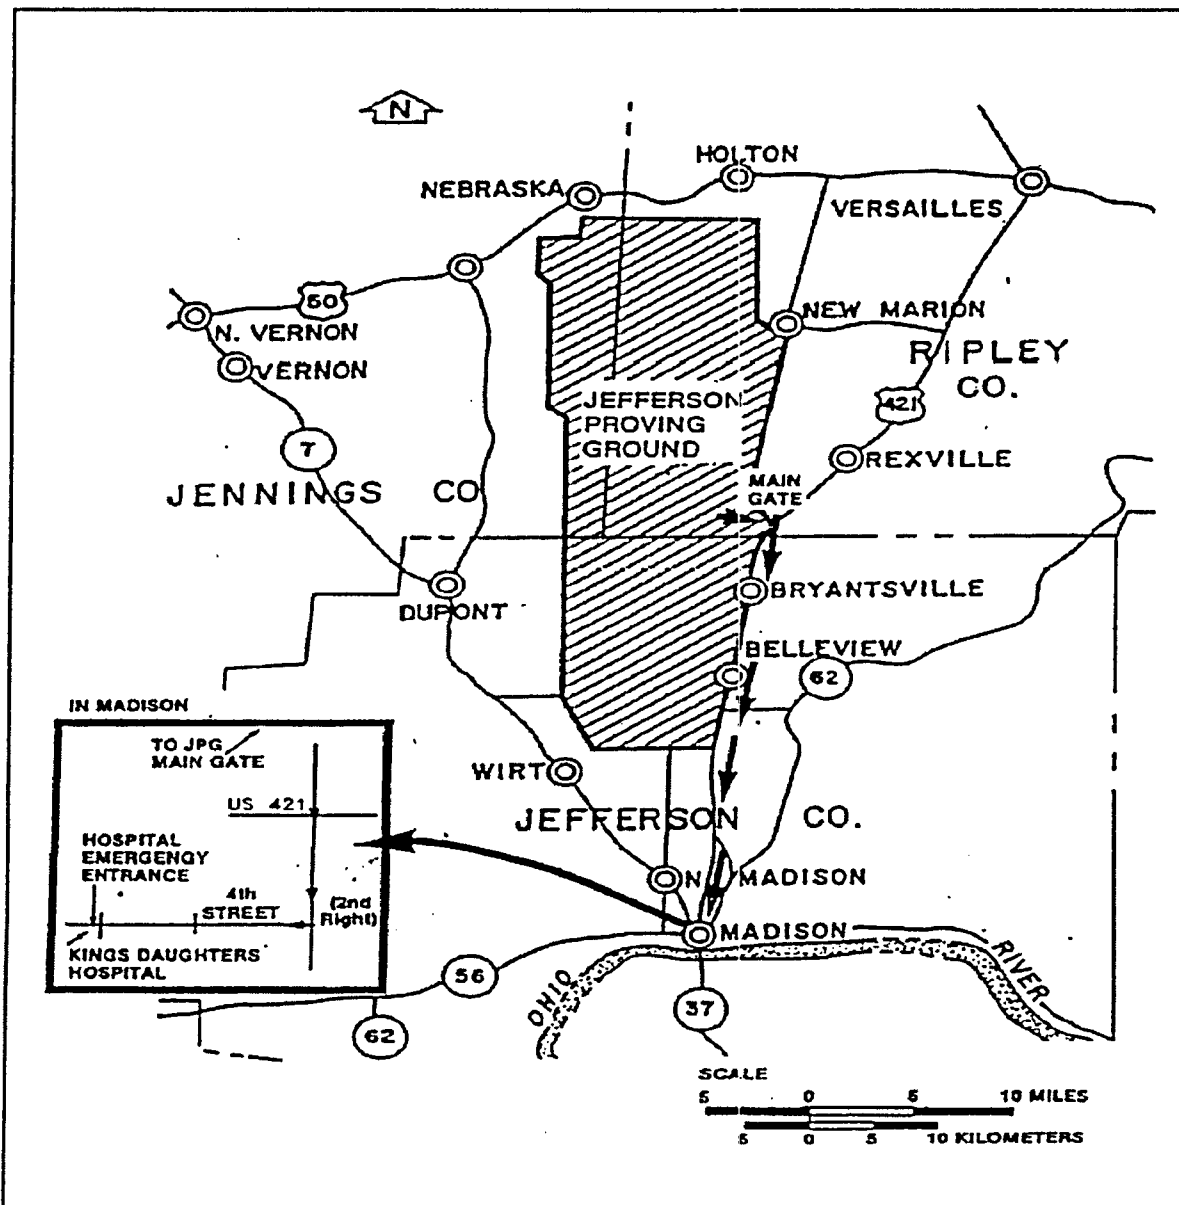 N
HOLTON
NEBRASKA
VERSAILLES
50
N. VERNON
NEW MARION
VERNON
RIPLEY
CO.
JEFFERSON
PROVING
GROUND
421
7
REXVILLE
MAIN
GATE
JENNINGS CO
BRYANTSVILLE
DUPONT
BELLEVIEW
62
IN MADISON
TO JPG
MAIN GATE
US 421
HOSPITAL
EMERGENCY
ENTRANCE
4th
STREET
(2nd
Right)
KINGS DAUGHTERS
HOSPITAL
WIRT
JEFFERSON CO.
N MADISON
MADISON
56
62
37
OHIO
RIVER
SCALE
5 0 5 10 MILES
5 0 5 10 KILOMETERS